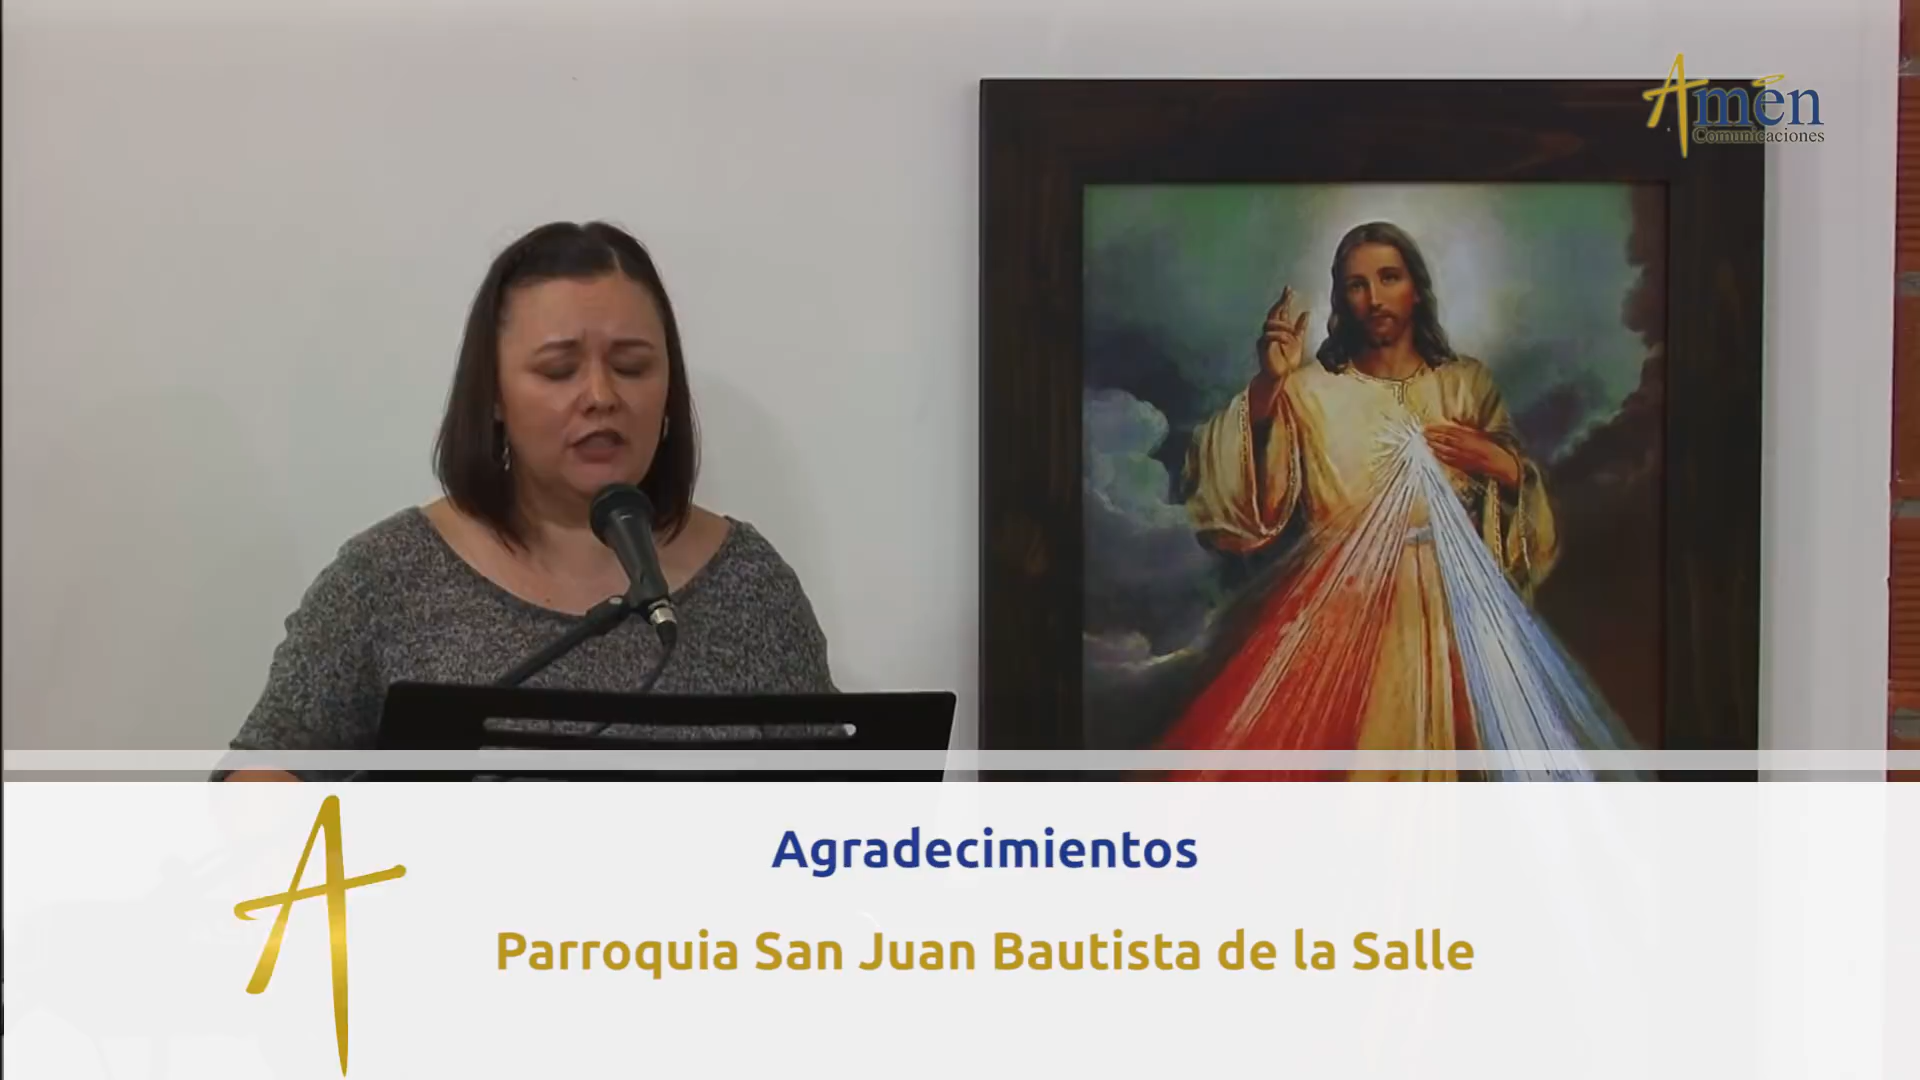 Amén
Comunicaciones
Agradecimientos
Parroquia San Juan Bautista de la Salle